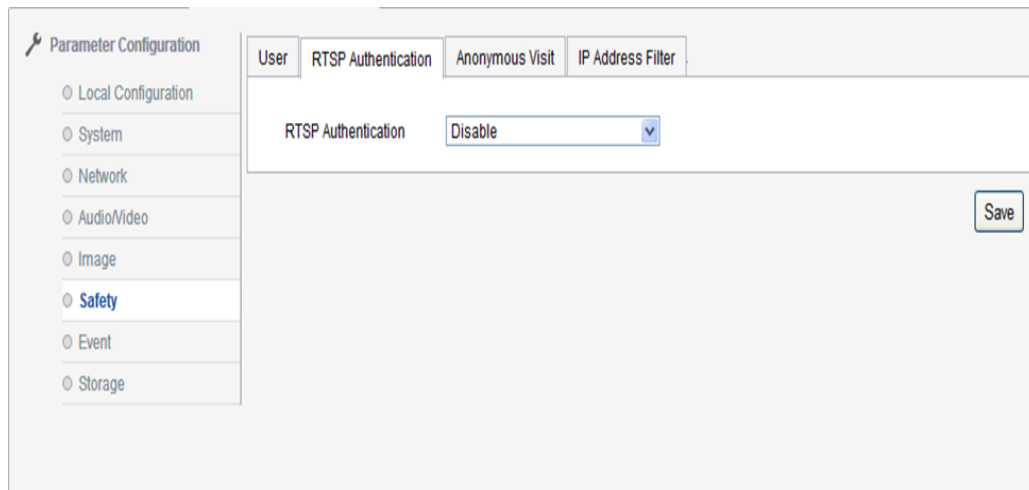 Parameter Configuration
Local Configuration
System
Network
Audio/Video
Image
Safety
Event
Storage
User
RTSP Authentication
Anonymous Visit
IP Address Filter
RTSP Authentication
Disable
Save